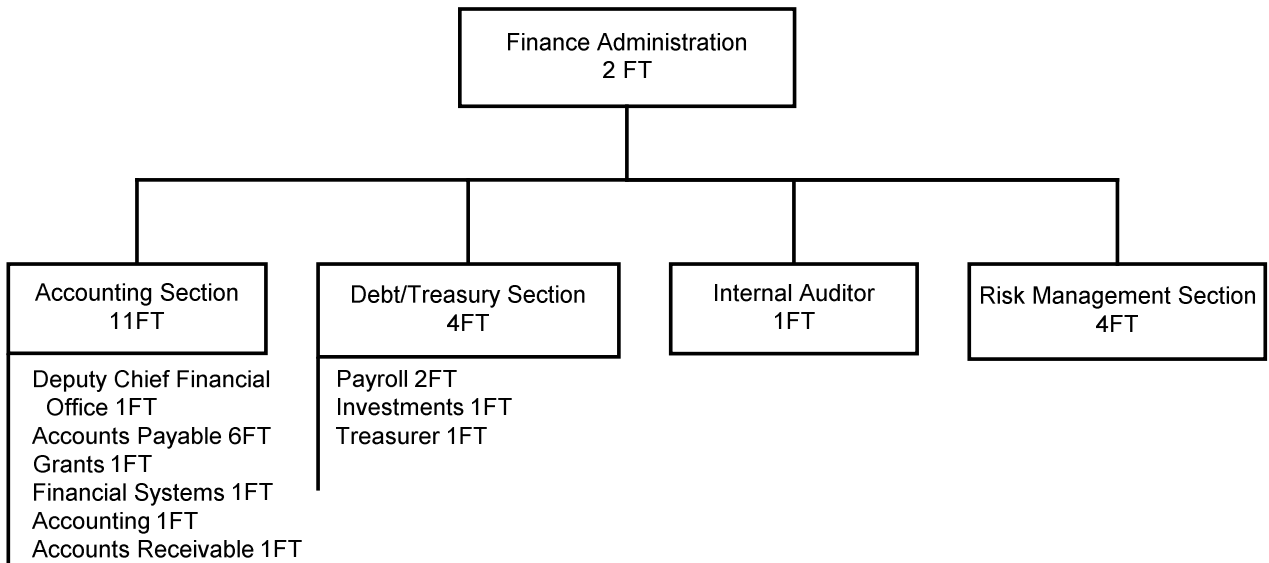 Finance Administration
2 FT
Accounting Section
11FT
Deputy Chief Financial
Office 1FT
Accounts Payable 6FT
Grants 1FT
Financial Systems 1FT
Accounting 1FT
Accounts Receivable 1FT
Debt/Treasury Section
4FT
Payroll 2FT
Investments 1FT
Treasurer 1FT
Internal Auditor
1FT
Risk Management Section
4FT